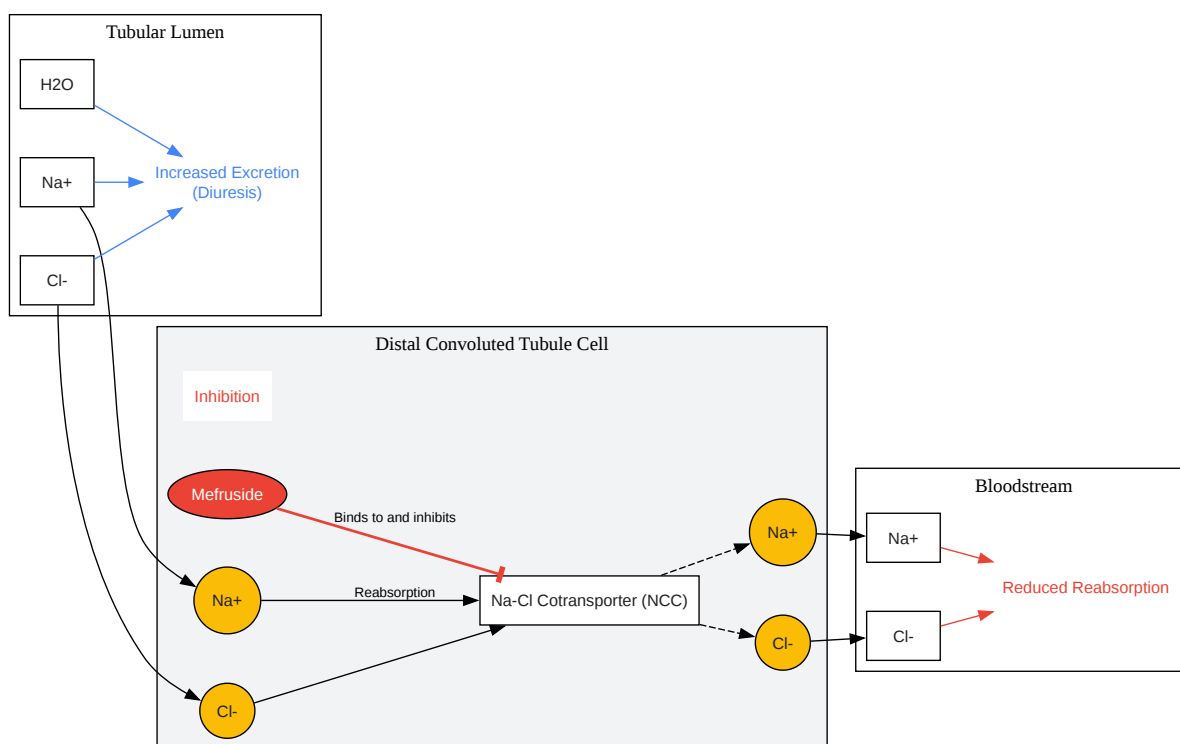 Tubular Lumen
H2O
Na+
Increased Excretion
(Diuresis)
Cl-
Distal Convoluted Tubule Cell
Inhibition
Mefruside
Binds to and inhibits
Na+
Reabsorption
Na-Cl Cotransporter (NCC)
Cl-
Na+
Cl-
Bloodstream
Na+
Reduced Reabsorption
Cl-